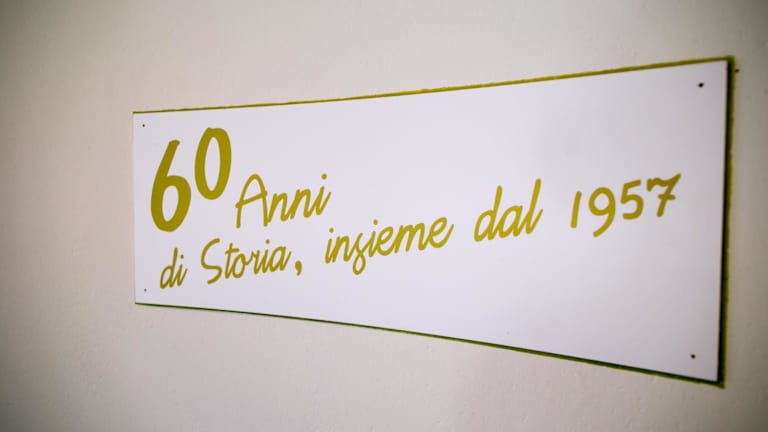 60 Anni
di Storia, insieme dal 1957